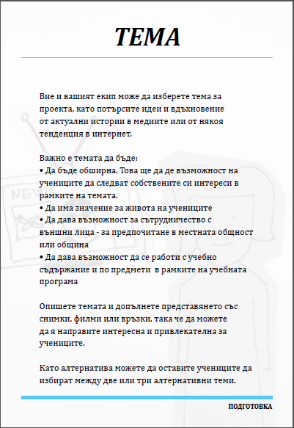 ТЕМА
Вие и вашият екип може да изберете тема за
проекта, като потърсите идеи и вдъхновение
от актуални истории в медиите или от някоя
тенденция в интернет.
Важно е темата да бъде:
• Да бъде обширна. Това ще да де възможност на
учениците да следват собствените си интереси в
рамките на темата.
• Да има значение за живота на учениците
• Да дава възможност за сътрудничество с
външни лица - за предпочитане в местната общност
или община
• Да дава възможност да се работи с учебно
съдържание и по предмети в рамките на учебната
програма
Опишете темата и допълнете представянето със
снимки, филми или връзки, така че да можете
да я направите интересна и привлекателна за
учениците.
Като алтернатива можете да оставите учениците да
избират между две или три алтернативни теми.
ПОДГОТОВКА